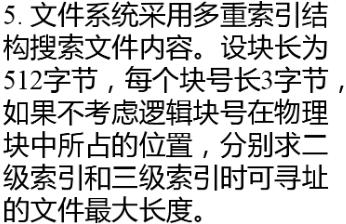 5. 文件系统采用多重索引结
构搜索文件内容。设块长为
512字节，每个块号长3字节，
如果不考虑逻辑块号在物理
块中所占的位置，分别求二
级索引和三级索引时可寻址
的文件最大长度。